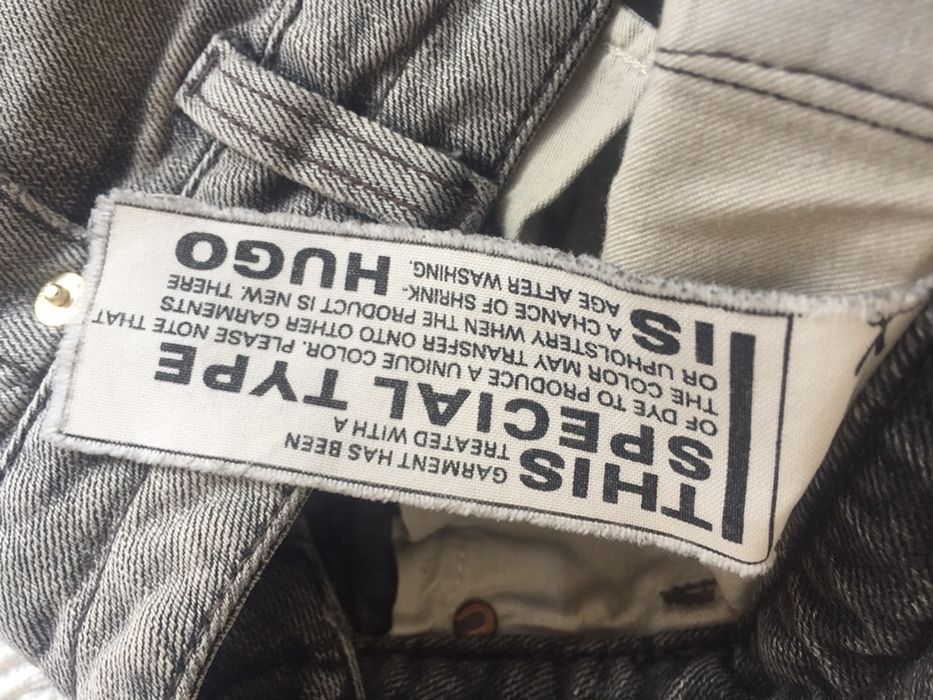 THIS
GARMENT HAS BEEN
TREATED WITH A
SPECIAL TYPE
OF DYE TO PRODUCE A UNIQUE COLOR. PLEASE NOTE THAT
THE COLOR MAY TRANSFER ONTO OTHER GARMENTS
OR UPHOLSTERY WHEN THE PRODUCT IS NEW. THERE
IS
A CHANCE OF SHRINK-
AGE AFTER WASHING.
HUGO